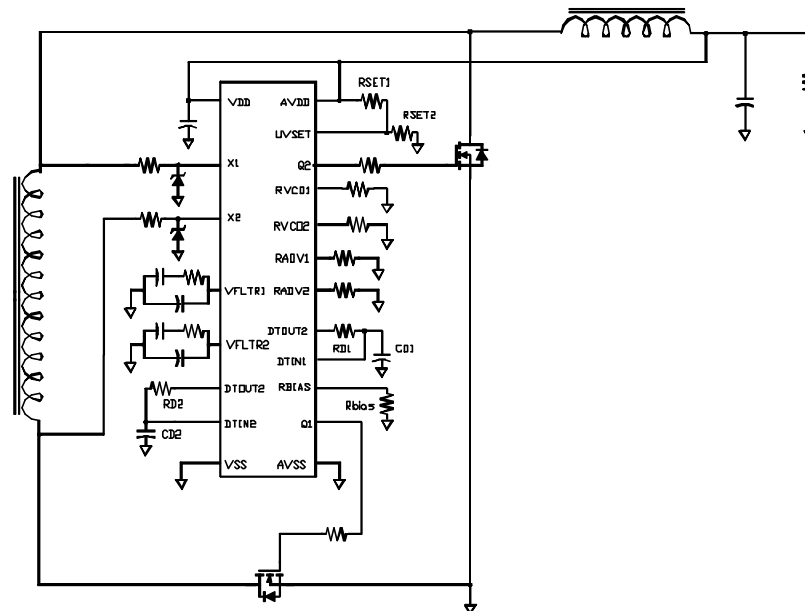 VDD
AVDD
RSET1
RSET2
UVSET
X1
Q2
RVCO1
X2
RVCO2
RADV1
VFLTR1
RADV2
DTOUT2
RD1
CD1
VFLTR2
DTIN1
DTOUT2
RBIAS
RD2
Rbias
DTIN2
Q1
CD2
VSS
AVSS